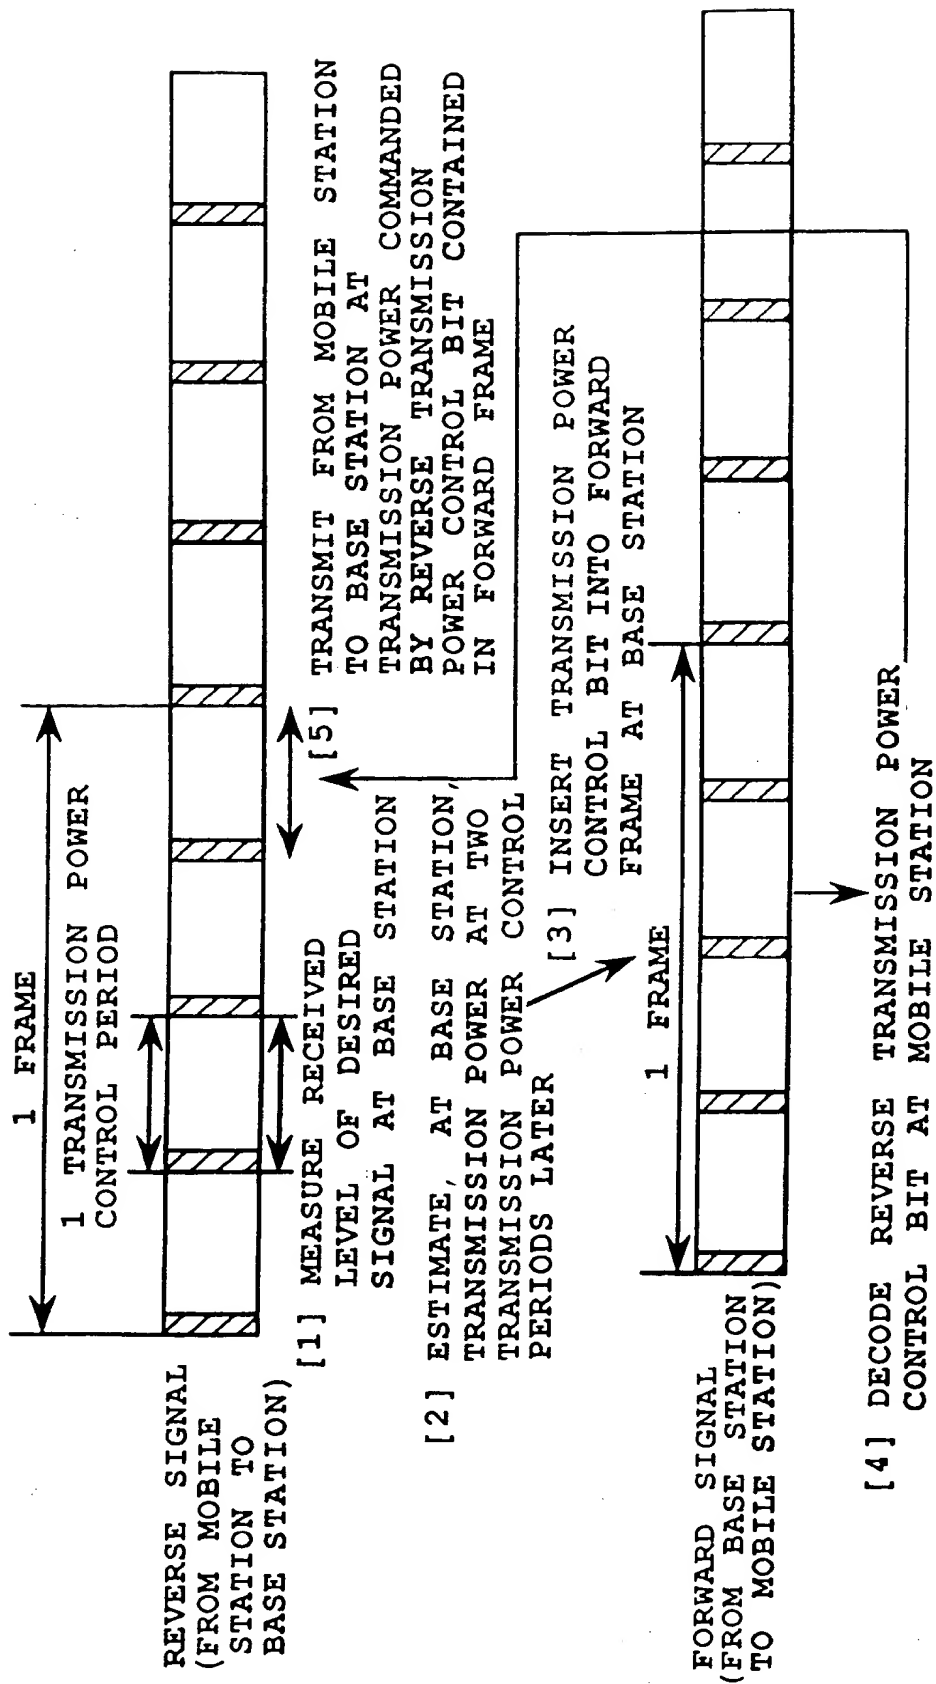 1 FRAME
1 TRANSMISSION POWER
CONTROL PERIOD
REVERSE SIGNAL
(FROM MOBILE
STATION TO
BASE STATION)
[1] MEASURE RECEIVED
LEVEL OF DESIRED
SIGNAL AT BASE STATION
[5] TRANSMIT FROM MOBILE STATION
TO BASE STATION AT
TRANSMISSION POWER COMMANDED
BY REVERSE TRANSMISSION
POWER CONTROL BIT CONTAINED
IN FORWARD FRAME
[2] ESTIMATE, AT BASE STATION,
TRANSMISSION POWER AT TWO
TRANSMISSION POWER CONTROL
PERIODS LATER
[3] INSERT TRANSMISSION POWER
CONTROL BIT INTO FORWARD
FRAME AT BASE STATION
1 FRAME
FORWARD SIGNAL
(FROM BASE STATION
TO MOBILE STATION)
[4] DECODE REVERSE TRANSMISSION POWER
CONTROL BIT AT MOBILE STATION